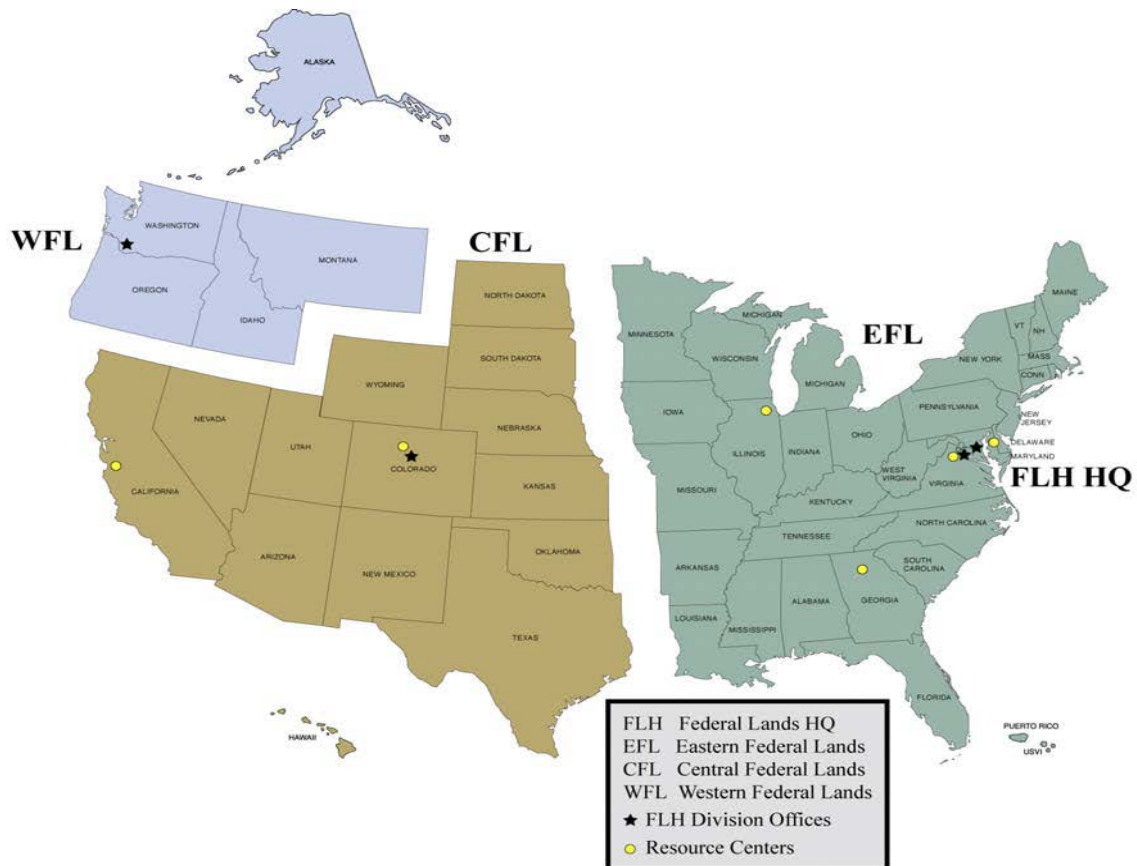 ALASKA
WFL
WASHINGTON
MONTANA
OREGON
IDAHO
CFL
NORTH DAKOTA
SOUTH DAKOTA
WYOMING
NEBRASKA
NEVADA
UTAH
COLORADO
KANSAS
CALIFORNIA
ARIZONA
NEW MEXICO
OKLAHOMA
TEXAS
HAWAII
EFL
MAINE
VT
NH
MICHIGAN
MINNESOTA
WISCONSIN
MICHIGAN
NEW YORK
MASS
CONN
IOWA
PENNSYLVANIA
NEW
JERSEY
OHIO
ILLINOIS
INDIANA
DELAWARE
MARYLAND
WEST
VIRGINIA
VIRGINIA
FLH HQ
MISSOURI
KENTUCKY
NORTH CAROLINA
TENNESSEE
ARKANSAS
SOUTH
CAROLINA
GEORGIA
ALABAMA
LOUISIANA
MISSISSIPPI
FLORIDA
PUERTO RICO
USVI
FLH Federal Lands HQ
EFL Eastern Federal Lands
CFL Central Federal Lands
WFL Western Federal Lands
FLH Division Offices
Resource Centers